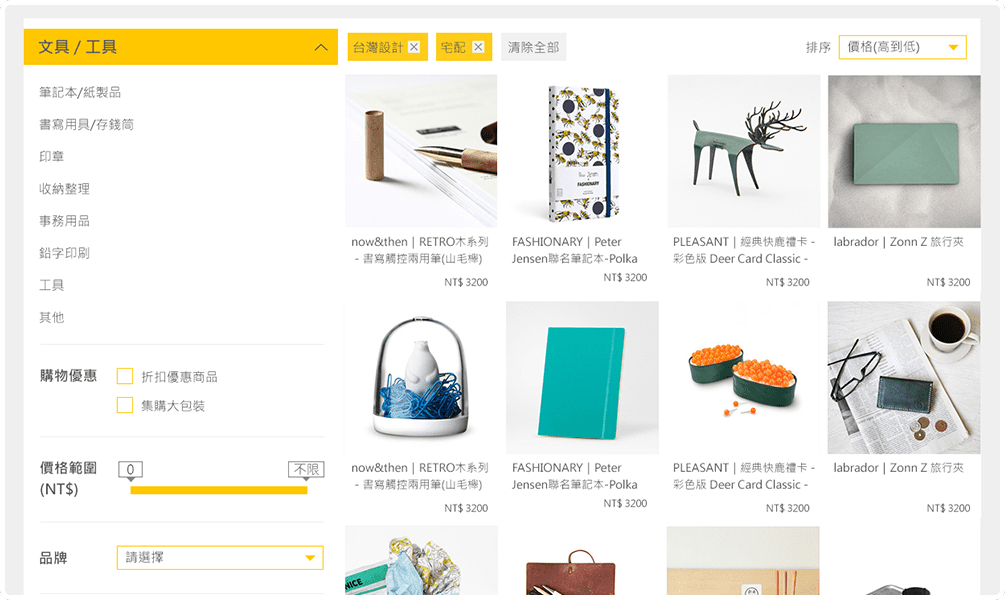 文具 / 工具
筆記本/紙製品
書寫用具/存錢筒
印章
收納整理
事務用品
鉛字印刷
工具
其他
購物優惠
折扣優惠商品
集購大包裝
價格範圍
(NT$)
0
不限
品牌
請選擇
台灣設計
宅配
清除全部
排序
價格(高到低)
FASHIONARY
now&then | RETRO木系列
- 書寫觸控兩用筆(山毛櫸)
NT$ 3200
FASHIONARY | Peter
Jensen聯名筆記本-Polka
NT$ 3200
PLEASANT | 經典快鹿禮卡 -
彩色版 Deer Card Classic -
NT$ 3200
labrador | Zonn Z 旅行夾
NT$ 3200
now&then | RETRO木系列
- 書寫觸控兩用筆(山毛櫸)
NT$ 3200
FASHIONARY | Peter
Jensen聯名筆記本-Polka
NT$ 3200
PLEASANT | 經典快鹿禮卡 -
彩色版 Deer Card Classic -
NT$ 3200
labrador | Zonn Z 旅行夾
NT$ 3200
NICE